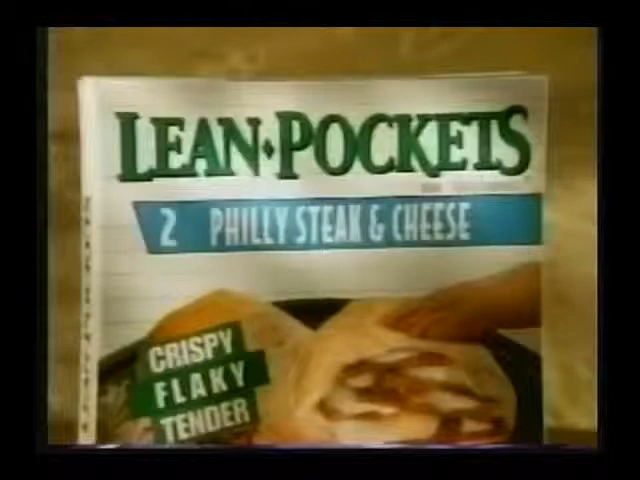 LEAN·POCKETS
2 PHILLY STEAK & CHEESE
CRISPY
FLAKY
TENDER